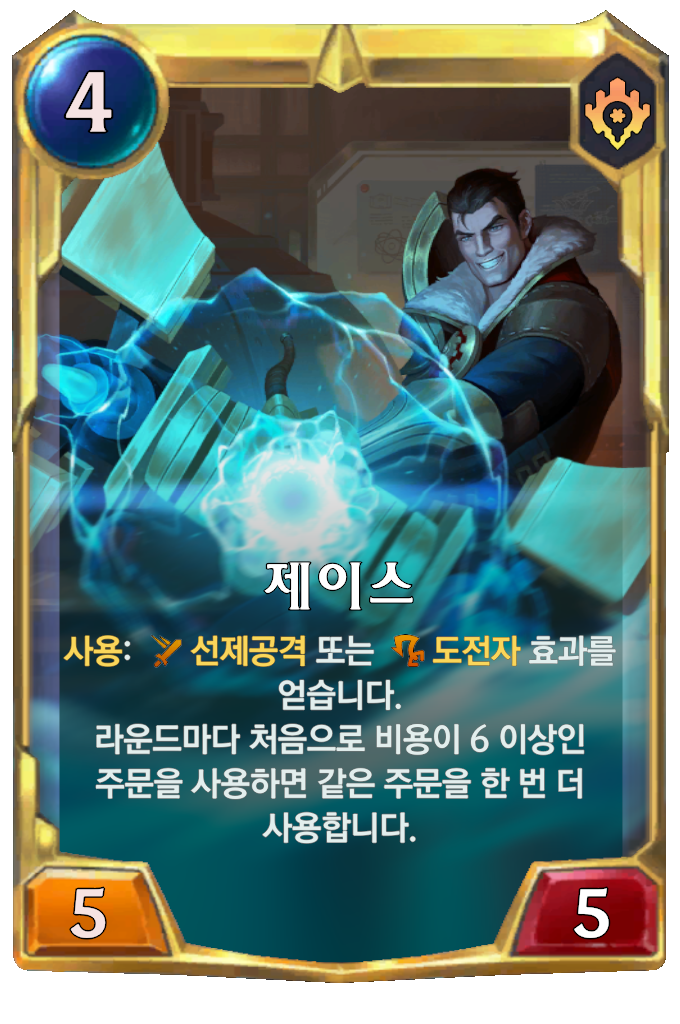 4
제이스
사용: 선제공격 또는 도전자 효과를
얻습니다.
라운드마다 처음으로 비용이 6 이상인
주문을 사용하면 같은 주문을 한 번 더
사용합니다.
5
5